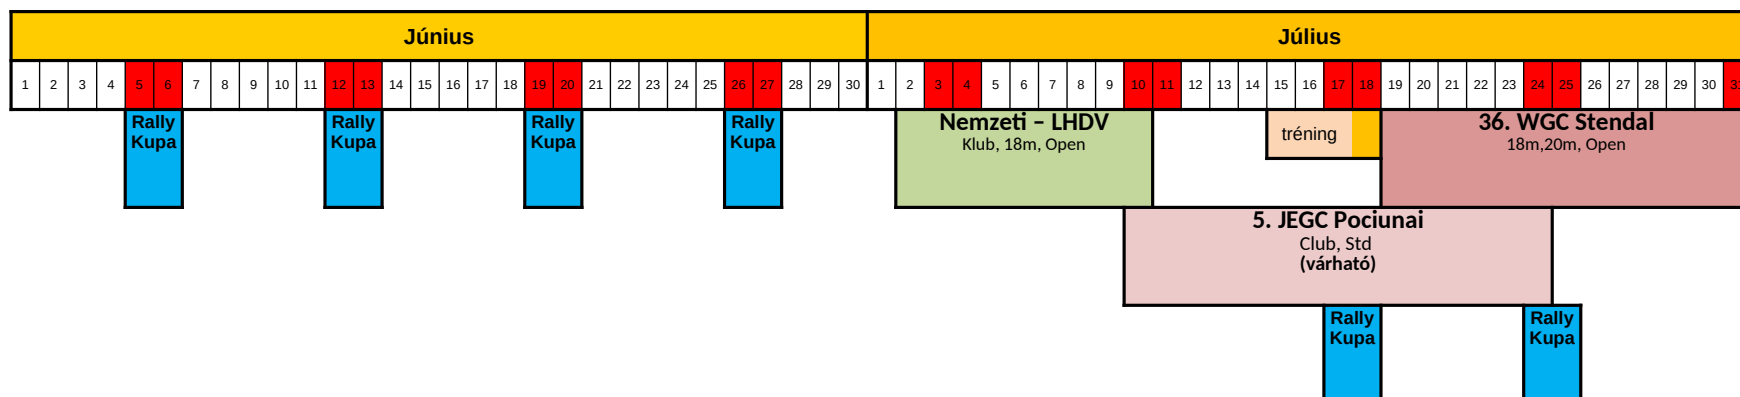 Június Július
1 2 3 4 5 6 7 8 9 10 11 12 13 14 15 16 17 18 19 20 21 22 23 24 25 26 27 28 29 30 1 2 3 4 5 6 7 8 9 10 11 12 13 14 15 16 17 18 19 20 21 22 23 24 25 26 27 28 29 30 31
Rally
Kupa
Rally
Kupa
Rally
Kupa
Rally
Kupa
Nemzeti – LHDV
Klub, 18m, Open
tréning
36. WGC Stendal
18m,20m, Open
5. JEGC Pociunai
Club, Std
(várható)
Rally
Kupa
Rally
Kupa